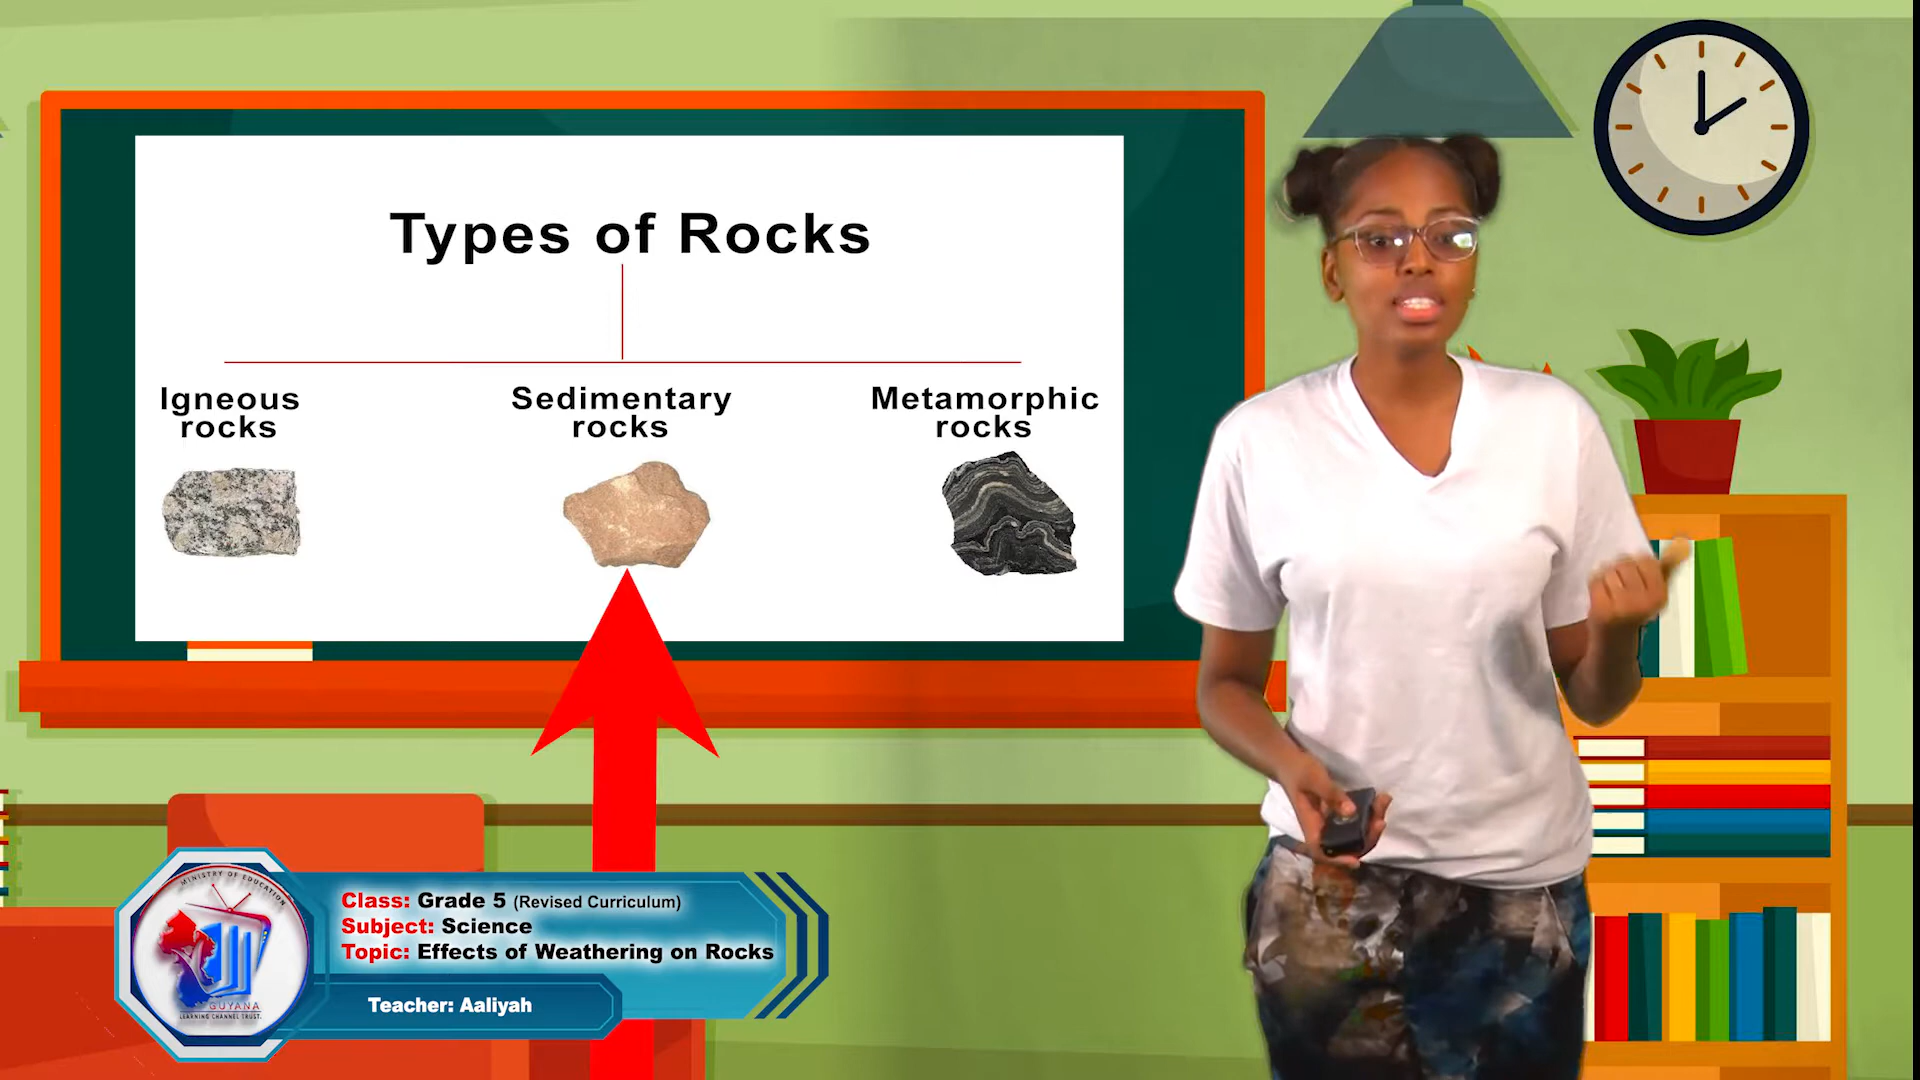 Types of Rocks
Igneous
rocks
Sedimentary
rocks
Metamorphic
rocks
MINISTRY OF EDUCATION
GUYANA
LEARNING CHANNEL TRUST.
Class: Grade 5 (Revised Curriculum)
Subject: Science
Topic: Effects of Weathering on Rocks
Teacher: Aaliyah